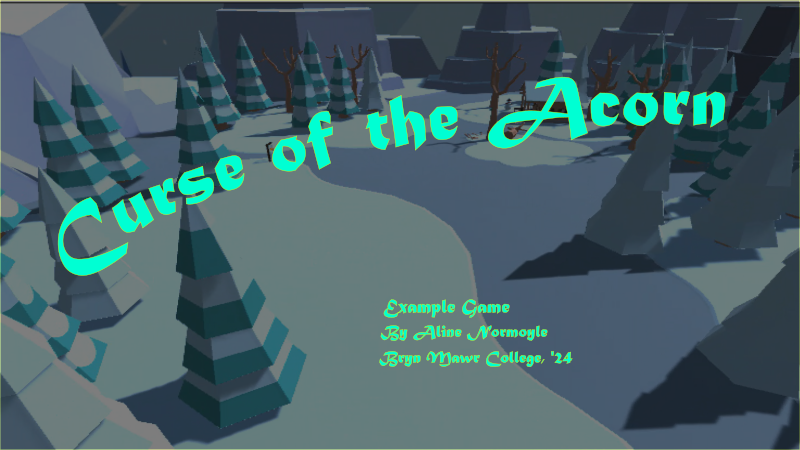 Curse of the Acorn
Example Game
By Aline Normoyle
Bryn Mawr College, '24